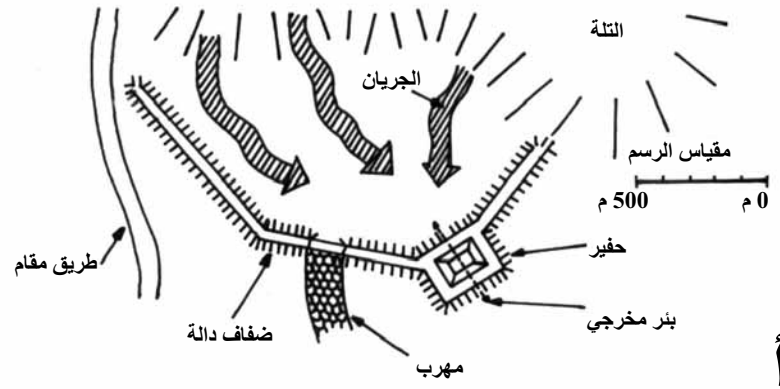 التلة
الجريان
مقياس الرسم
0 م
500 م
حفير
طريق مقام
بئر مخرجي
ضفاف دالة
مهرب
أ